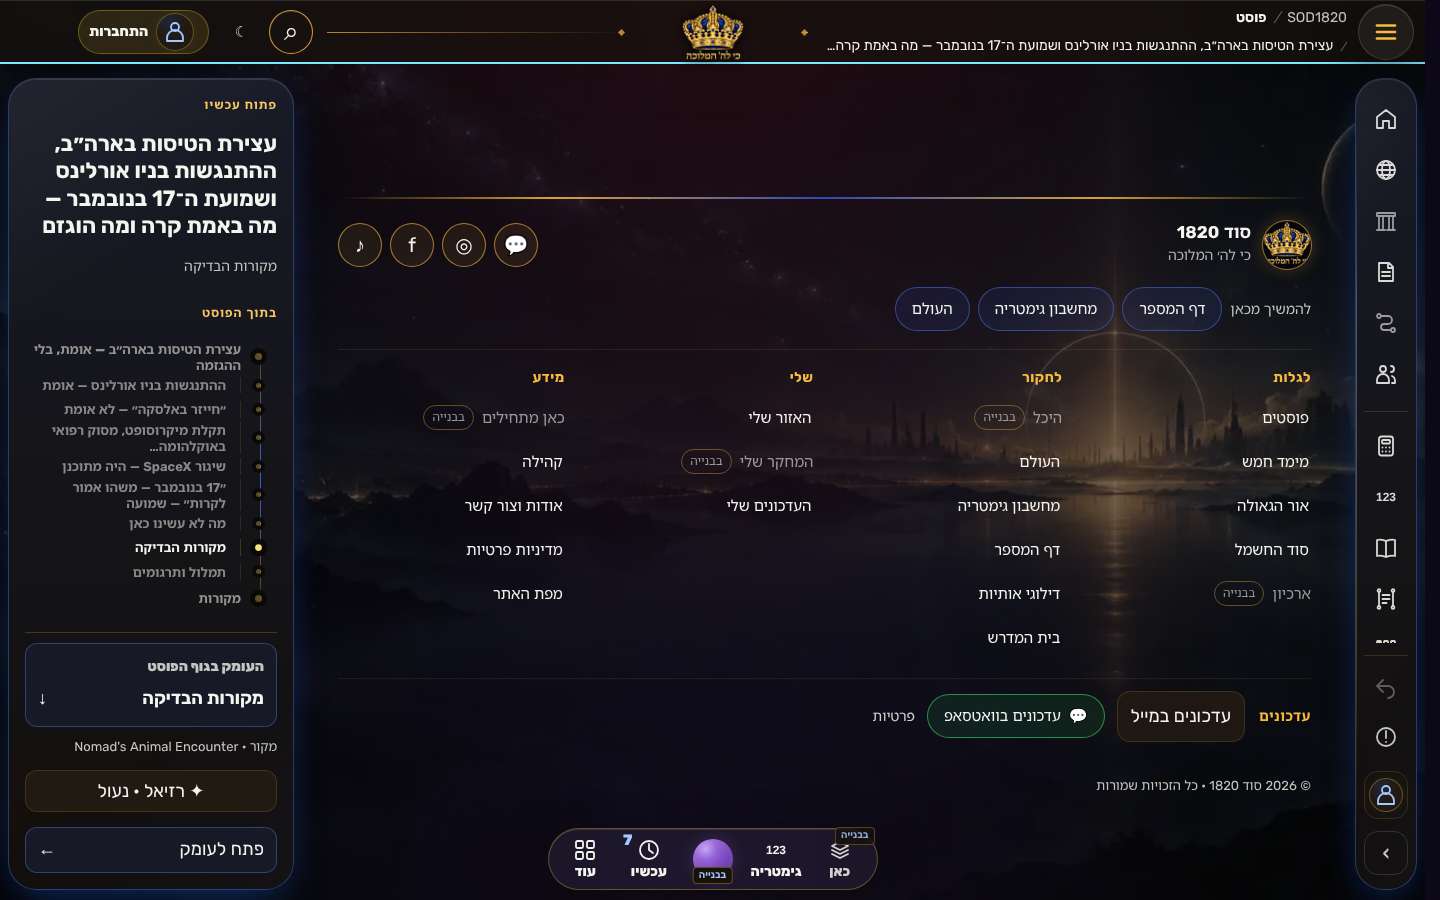 SOD1820 / פוסט
/ עצירת הטיסות בארה״ב, ההתנגשות בניו אורלינס ושמועת ה־17 בנובמבר — מה באמת קרה...
כי לה' המלוכה
התחברות
פתוח עכשיו
עצירת הטיסות בארה״ב,
ההתנגשות בניו אורלינס
ושמועת ה־17 בנובמבר —
מה באמת קרה ומה הוגזם
מקורות הבדיקה
בתוך הפוסט
עצירת הטיסות בארה״ב — אומת, בלי
ההגזמה
ההתנגשות בניו אורלינס — אומת
״חייזר באלסקה״ — לא אומת
תקלת מיקרוסופט, מסוק רפואי
באוקלהומה...
שיגור SpaceX — היה מתוכנן
״17 בנובמבר — משהו אמור
לקרות״ — שמועה
מה לא עשינו כאן
מקורות הבדיקה
תמלול ותרגומים
מקורות
העומק בגוף הפוסט
מקורות הבדיקה ↓
מקור • Nomad's Animal Encounter
✦ רזיאל • נעול
פתח לעומק ←
סוד 1820
כי לה׳ המלוכה
להמשיך מכאן
דף המספר
מחשבון גימטריה
העולם
לגלות
פוסטים
מימד חמש
אור הגאולה
סוד החשמל
ארכיון בבנייה
לחקור
היכל בבנייה
העולם
מחשבון גימטריה
דף המספר
דילוגי אותיות
בית המדרש
שלי
האזור שלי
המחקר שלי בבנייה
העדכונים שלי
מידע
כאן מתחילים בבנייה
קהילה
אודות וצור קשר
מדיניות פרטיות
מפת האתר
עדכונים
עדכונים במייל
עדכונים בוואטסאפ
פרטיות
© 2026 סוד 1820 • כל הזכויות שמורות
123
בבנייה
כאן
123
גימטריה
בבנייה
7
עכשיו
עוד